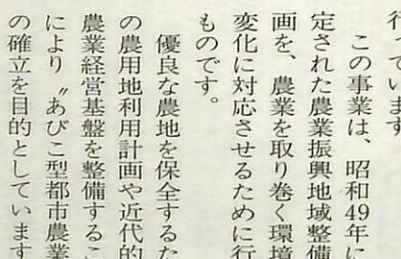 行っています
この事業は、昭和49年に
定された農業振興地域整備
画を、農業を取り巻く環境
変化に対応させるために行
ものです。
優良な農地を保全するた
の農用地利用計画や近代的
農業経営基盤を整備するこ
により〝あびこ型都市農業
の確立を目的としています